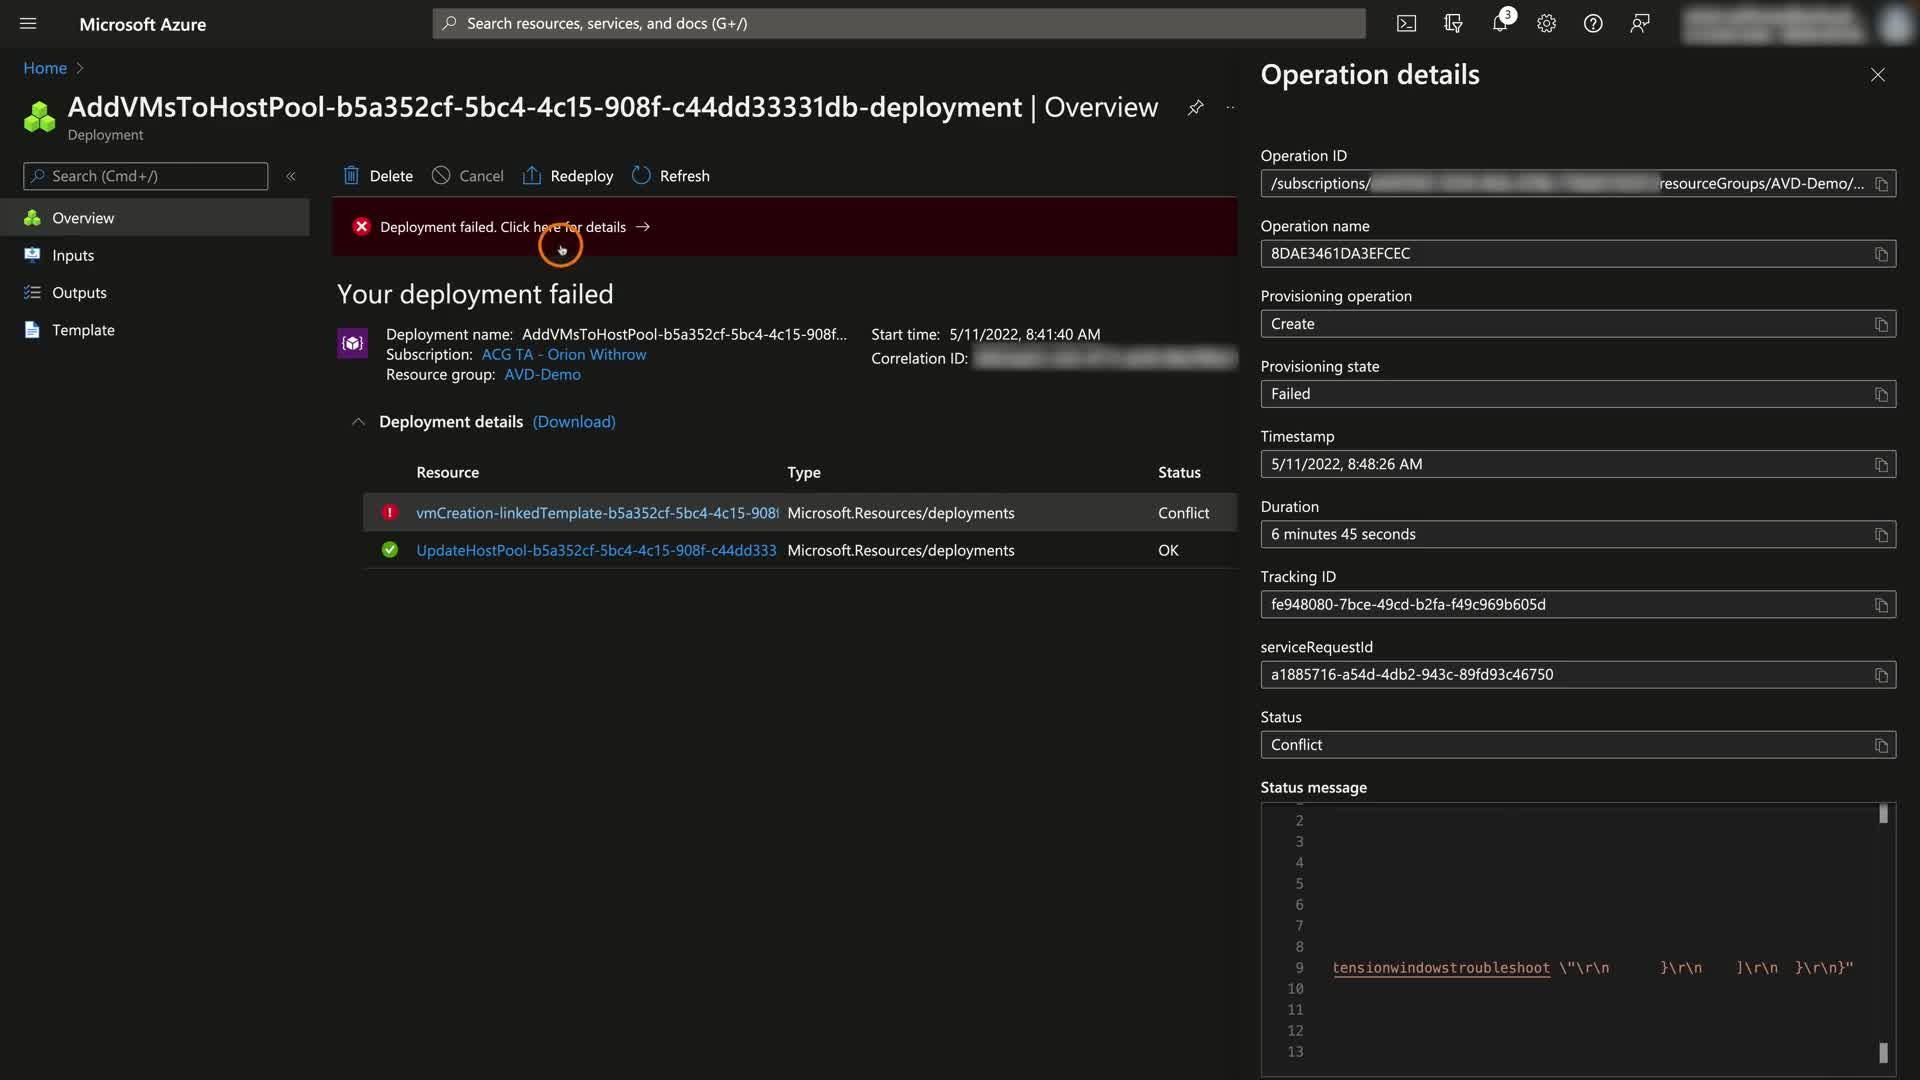 Microsoft Azure
Search resources, services, and docs (G+/)
3
Home
AddVMsToHostPool-b5a352cf-5bc4-4c15-908f-c44dd33331db-deployment | Overview
Deployment
Search (Cmd+/)
Overview
Inputs
Outputs
Template
Delete
Cancel
Redeploy
Refresh
Deployment failed. Click here for details →
Your deployment failed
Deployment name: AddVMsToHostPool-b5a352cf-5bc4-4c15-908f...
Subscription: ACG TA - Orion Withrow
Resource group: AVD-Demo
Start time: 5/11/2022, 8:41:40 AM
Correlation ID:
Deployment details (Download)
Resource Type Status
vmCreation-linkedTemplate-b5a352cf-5bc4-4c15-908f Microsoft.Resources/deployments Conflict
UpdateHostPool-b5a352cf-5bc4-4c15-908f-c44dd333 Microsoft.Resources/deployments OK
Operation details
Operation ID
/subscriptions/ resourceGroups/AVD-Demo/...
Operation name
8DAE3461DA3EFCEC
Provisioning operation
Create
Provisioning state
Failed
Timestamp
5/11/2022, 8:48:26 AM
Duration
6 minutes 45 seconds
Tracking ID
fe948080-7bce-49cd-b2fa-f49c969b605d
serviceRequestId
a1885716-a54d-4db2-943c-89fd93c46750
Status
Conflict
Status message
2
3
4
5
6
7
8
9 tensionwindowstroubleshoot \"\r\n }\r\n ]\r\n }\r\n}"
10
11
12
13